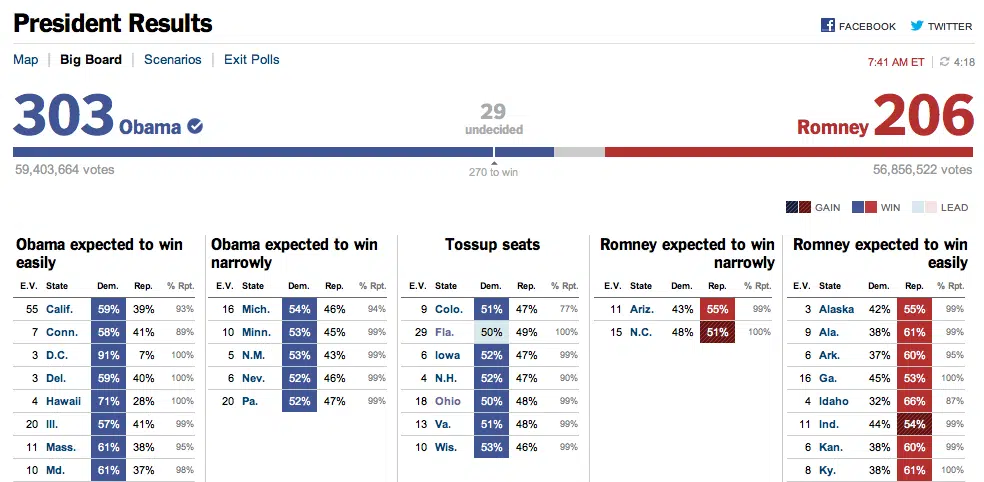 President Results
FACEBOOK TWITTER
Map | Big Board | Scenarios | Exit Polls
7:41 AM ET | 4:18
303 Obama
29
undecided
Romney 206
59,403,664 votes
270 to win
56,856,522 votes
GAIN WIN LEAD
Obama expected to win
easily
E.V. State Dem. Rep. % Rpt.
55 Calif. 59% 39% 93%
7 Conn. 58% 41% 89%
3 D.C. 91% 7% 100%
3 Del. 59% 40% 100%
4 Hawaii 71% 28% 100%
20 Ill. 57% 41% 99%
11 Mass. 61% 38% 95%
10 Md. 61% 37% 98%
Obama expected to win
narrowly
E.V. State Dem. Rep. % Rpt.
16 Mich. 54% 46% 94%
10 Minn. 53% 45% 99%
5 N.M. 53% 43% 99%
6 Nev. 52% 46% 99%
20 Pa. 52% 47% 99%
Tossup seats
E.V. State Dem. Rep. % Rpt.
9 Colo. 51% 47% 77%
29 Fla. 50% 49% 100%
6 Iowa 52% 47% 99%
4 N.H. 52% 47% 90%
18 Ohio 50% 48% 99%
13 Va. 51% 48% 99%
10 Wis. 53% 46% 99%
Romney expected to win
narrowly
E.V. State Dem. Rep. % Rpt.
11 Ariz. 43% 55% 99%
15 N.C. 48% 51% 100%
Romney expected to win
easily
E.V. State Dem. Rep. % Rpt.
3 Alaska 42% 55% 99%
9 Ala. 38% 61% 99%
6 Ark. 37% 60% 95%
16 Ga. 45% 53% 100%
4 Idaho 32% 66% 87%
11 Ind. 44% 54% 99%
6 Kan. 38% 60% 99%
8 Ky. 38% 61% 100%